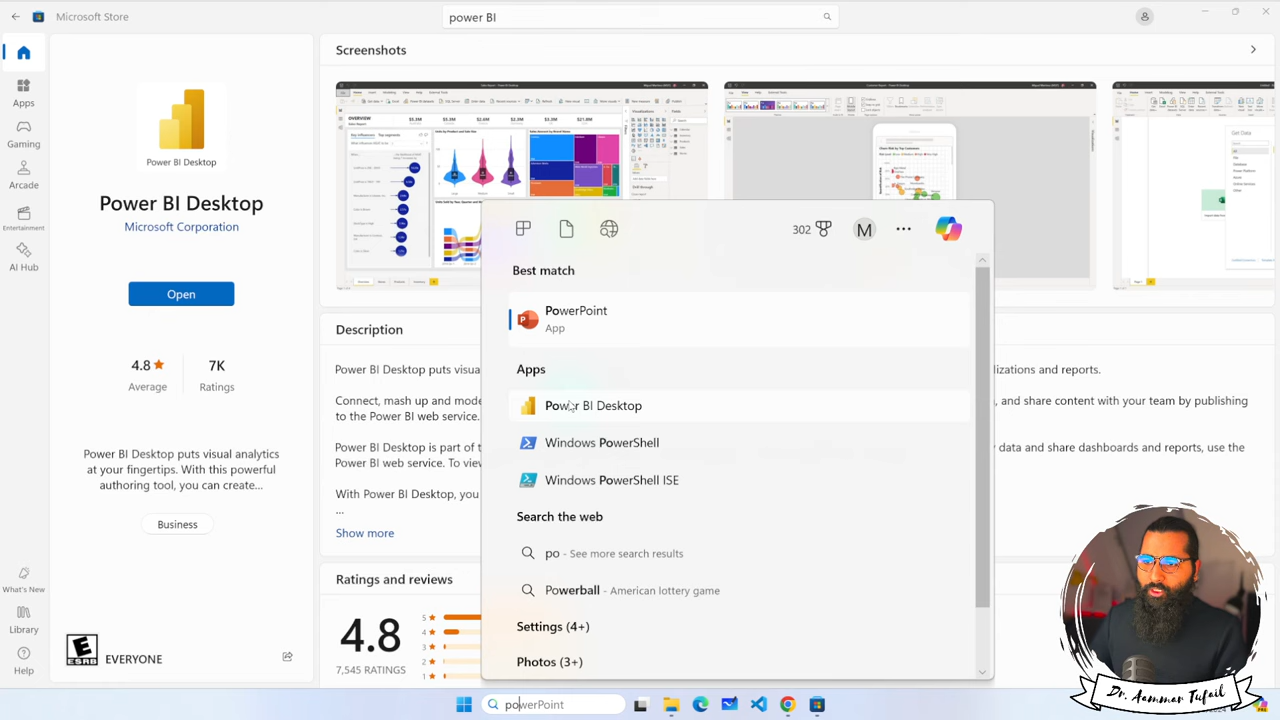 Microsoft Store
power BI
Apps
Gaming
Arcade
Entertainment
AI Hub
What's New
Library
Help
Power BI Desktop
Power BI Desktop
Microsoft Corporation
Open
4.8
7K
Average
Ratings
Power BI Desktop puts visual analytics
at your fingertips. With this powerful
authoring tool, you can create...
Business
EVERYONE
Screenshots
Description
Power BI Desktop puts visua
lizations and reports.
Connect, mash up and mode
e, and share content with your team by publishing
to the Power BI web service.
Power BI Desktop is part of t
data and share dashboards and reports, use the
Power BI web service. To view
With Power BI Desktop, you
...
Show more
Ratings and reviews
4.8
7,545 RATINGS
5
4
3
2
1
302
M
Best match
PowerPoint
App
Apps
Power BI Desktop
Windows PowerShell
Windows PowerShell ISE
Search the web
po - See more search results
Powerball - American lottery game
Settings (4+)
Photos (3+)
powerPoint
Dr. Aammar Tufail